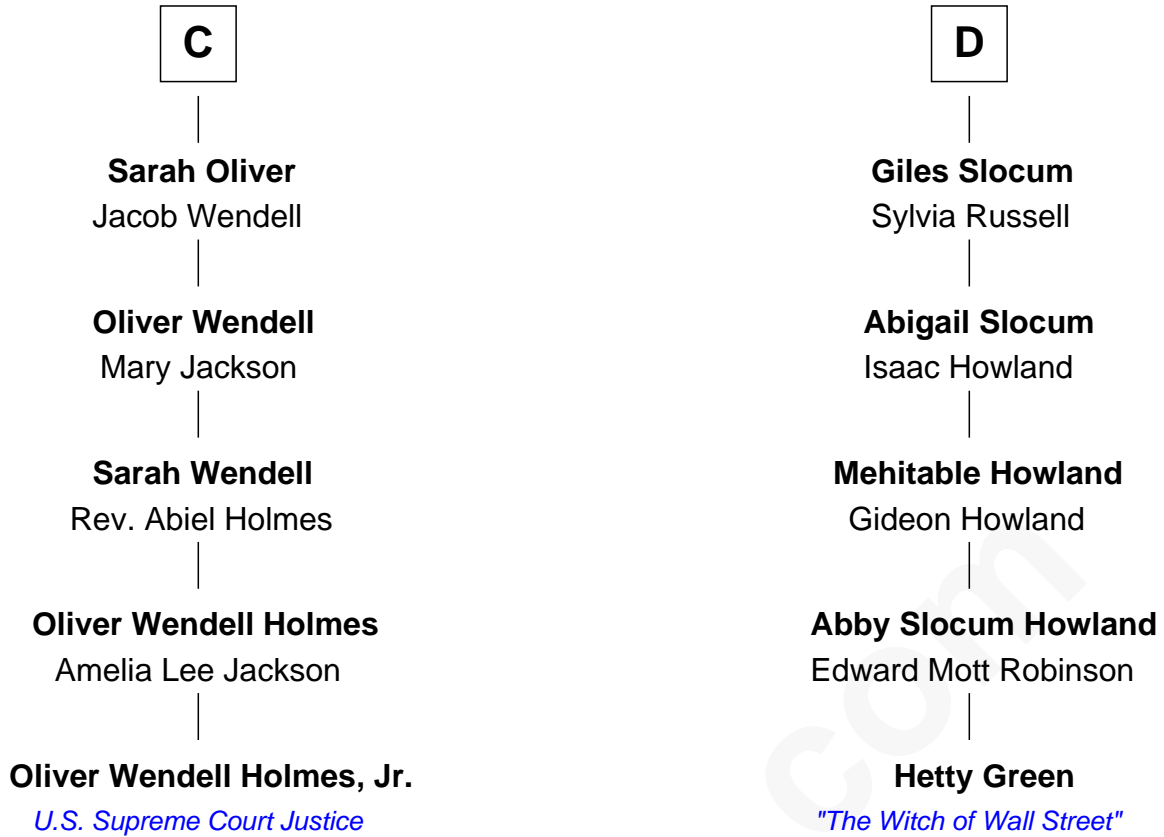 C
Sarah Oliver
Jacob Wendell
Oliver Wendell
Mary Jackson
Sarah Wendell
Rev. Abiel Holmes
Oliver Wendell Holmes
Amelia Lee Jackson
Oliver Wendell Holmes, Jr.
U.S. Supreme Court Justice
D
Giles Slocum
Sylvia Russell
Abigail Slocum
Isaac Howland
Mehitable Howland
Gideon Howland
Abby Slocum Howland
Edward Mott Robinson
Hetty Green
"The Witch of Wall Street"
com